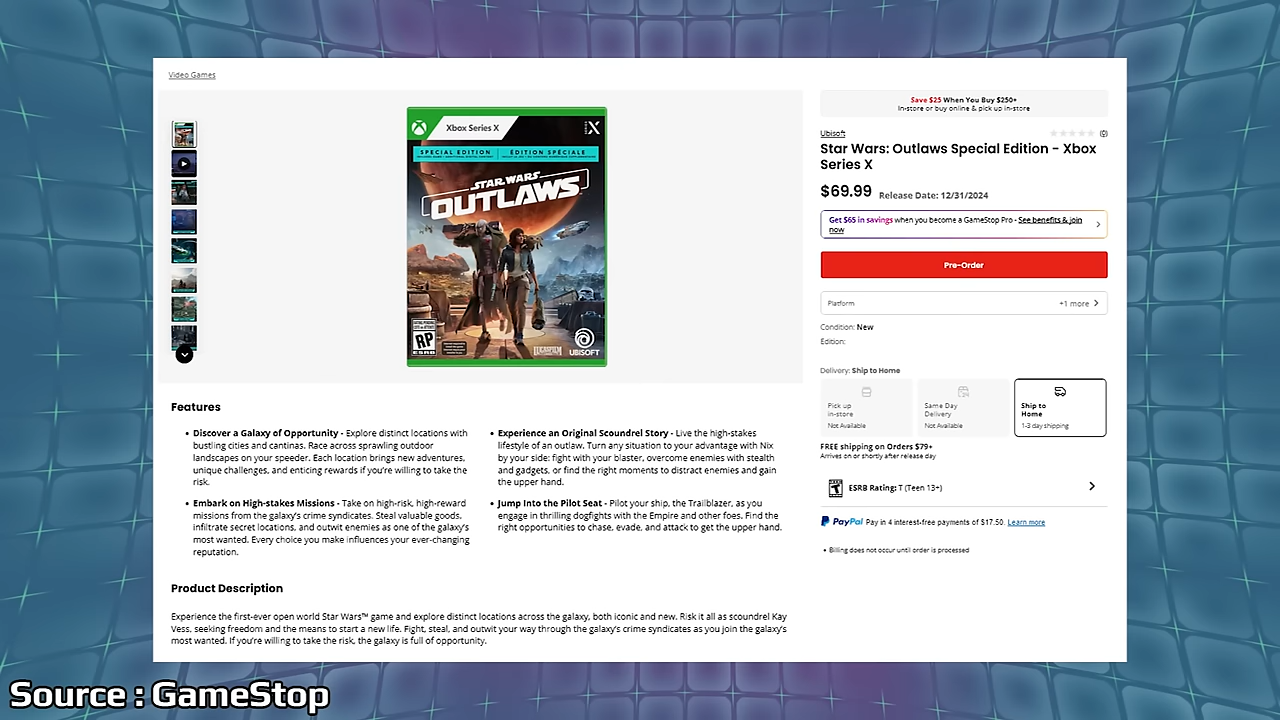 Video Games
Xbox Series X
SERIES X
SPECIAL EDITION
ÉDITION SPÉCIALE
STAR WARS
OUTLAWS
RP
ESRB
LUCASFILM GAMES
UBISOFT
Features
• Discover a Galaxy of Opportunity - Explore distinct locations with
bustling cities and cantinas. Race across sprawling outdoor
landscapes on your speeder. Each location brings new adventures,
unique challenges, and enticing rewards if you're willing to take the
risk.
• Embark on High-stakes Missions - Take on high-risk, high-reward
missions from the galaxy's crime syndicates. Steal valuable goods,
infiltrate secret locations, and outwit enemies as one of the galaxy's
most wanted. Every choice you make influences your ever-changing
reputation.
• Experience an Original Scoundrel Story - Live the high-stakes
lifestyle of an outlaw. Turn any situation to your advantage with Nix
by your side: fight with your blaster, overcome enemies with stealth
and gadgets, or find the right moments to distract enemies and gain
the upper hand.
• Jump Into the Pilot Seat - Pilot your ship, the Trailblazer, as you
engage in thrilling dogfights with the Empire and other foes. Find the
right opportunities to chase, evade, and attack to get the upper hand.
Product Description
Experience the first-ever open world Star Wars™ game and explore distinct locations across the galaxy, both iconic and new. Risk it all as scoundrel Kay
Vess, seeking freedom and the means to start a new life. Fight, steal, and outwit your way through the galaxy's crime syndicates as you join the galaxy's
most wanted. If you're willing to take the risk, the galaxy is full of opportunity.
Save $25 When You Buy $250+
In-store or buy online & pick up in-store
Ubisoft
(0)
Star Wars: Outlaws Special Edition - Xbox
Series X
$69.99 Release Date: 12/31/2024
Get $65 in savings when you become a GameStop Pro - See benefits & join
now
Pre-Order
Platform
+1 more
Condition: New
Edition:
Delivery: Ship to Home
Pick up
in-store
Not Available
Same Day
Delivery
Not Available
Ship to
Home
1-3 day shipping
FREE shipping on Orders $79+
Arrives on or shortly after release day
ESRB Rating: T (Teen 13+)
PayPal Pay in 4 interest-free payments of $17.50. Learn more
• Billing does not occur until order is processed
Source : GameStop